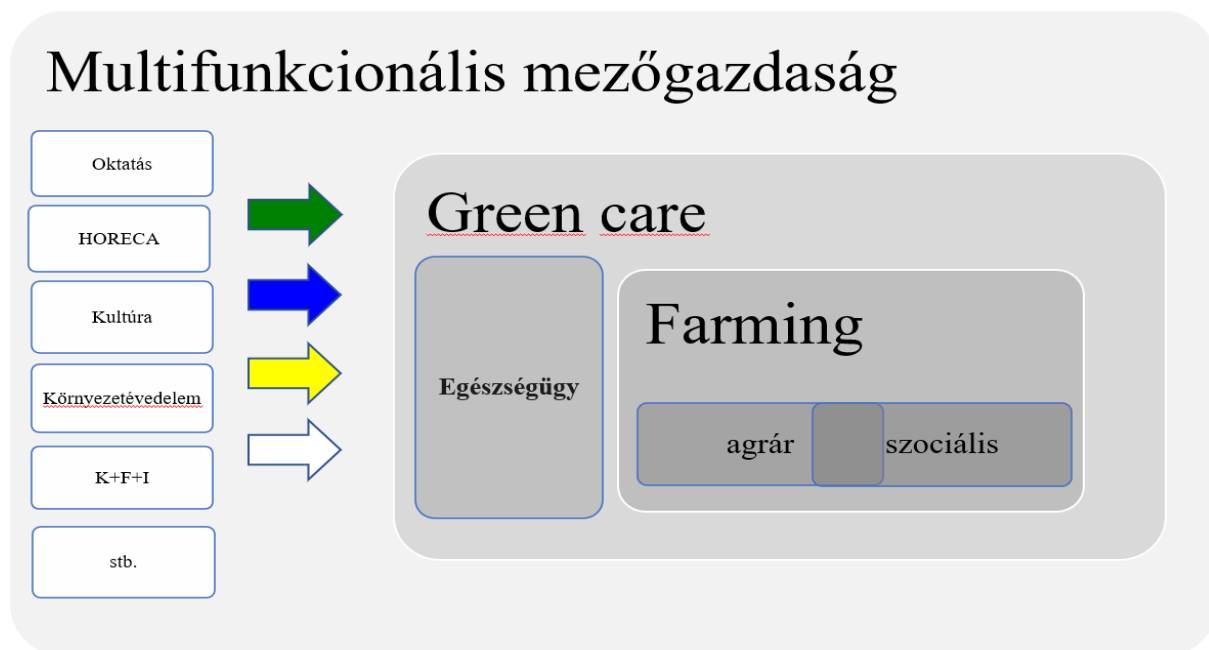 Multifunkcionális mezőgazdaság
Oktatás
HORECA
Kultúra
Környezetévedelem
K+F+I
stb.
Green care
Egészségügy
Farming
agrár
szociális